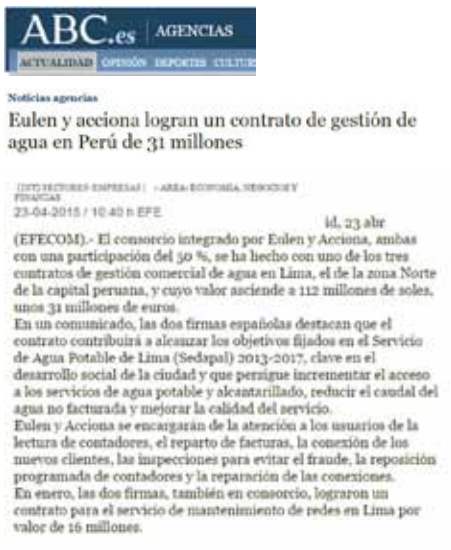 ABC.es AGENCIAS
ACTUALIDAD OPINIÓN DEPORTES CULTUR
Noticias agencias
Eulen y acciona logran un contrato de gestión de
agua en Perú de 31 millones
(INT) SECTORES-EMPRESAS | - AREA: ECONOMIA, NEGOCIOS Y
FINANZAS
23-04-2015 / 10:40 h EFE
id, 23 abr
(EFECOM).- El consorcio integrado por Eulen y Acciona, ambas
con una participación del 50 %, se ha hecho con uno de los tres
contratos de gestión comercial de agua en Lima, el de la zona Norte
de la capital peruana, y cuyo valor asciende a 112 millones de soles,
unos 31 millones de euros.
En un comunicado, las dos firmas españolas destacan que el
contrato contribuirá a alcanzar los objetivos fijados en el Servicio
de Agua Potable de Lima (Sedapal) 2013-2017, clave en el
desarrollo social de la ciudad y que persigue incrementar el acceso
a los servicios de agua potable y alcantarillado, reducir el caudal del
agua no facturada y mejorar la calidad del servicio.
Eulen y Acciona se encargarán de la atención a los usuarios de la
lectura de contadores, el reparto de facturas, la conexión de los
nuevos clientes, las inspecciones para evitar el fraude, la reposición
programada de contadores y la reparación de las conexiones.
En enero, las dos firmas, también en consorcio, lograron un
contrato para el servicio de mantenimiento de redes en Lima por
valor de 16 millones.